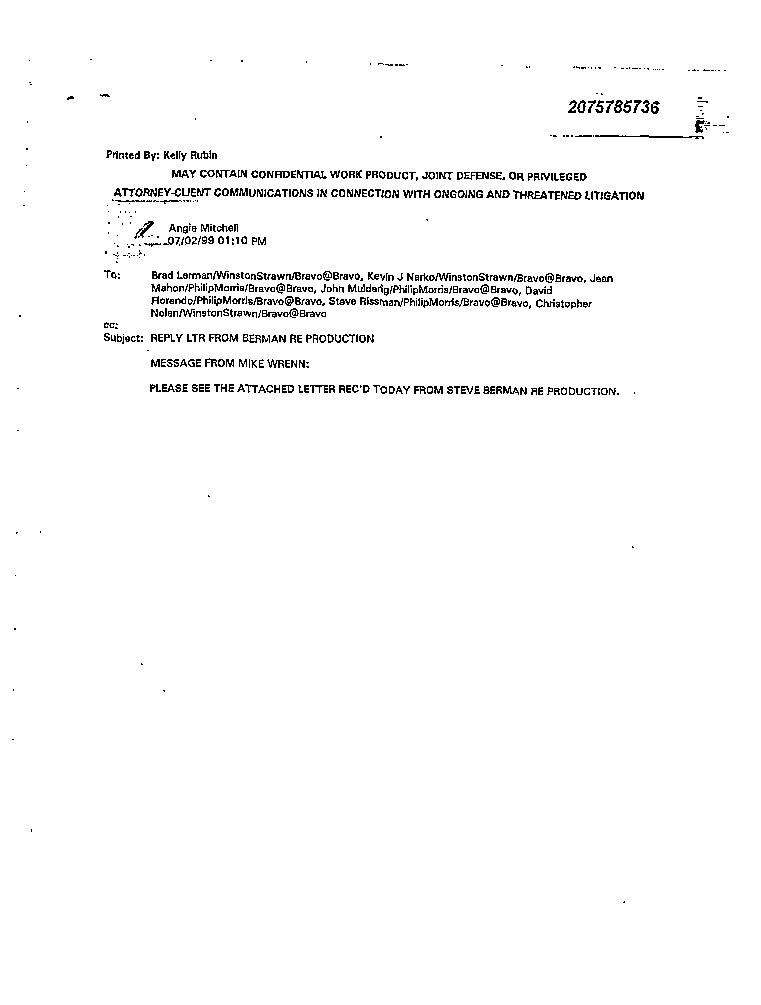 2075785736
Printed By: Kelly Rubin
MAY CONTAIN CONFIDENTIAL WORK PRODUCT, JOINT DEFENSE, OR PRIVILEGED
ATTORNEY-CLIENT COMMUNICATIONS IN CONNECTION WITH ONGOING AND THREATENED LITIGATION
Angie Mitchell
07/02/99 01:10 PM
To: Brad Lerman/WinstonStrawn/Bravo@Bravo, Kevin J Narko/WinstonStrawn/Bravo@Bravo, Jean
Mahon/PhilipMorris/Bravo@Bravo, John Mulderig/PhilipMorris/Bravo@Bravo, David
Florendo/PhilipMorris/Bravo@Bravo, Steve Rissman/PhilipMorris/Bravo@Bravo, Christopher
Nolen/WinstonStrawn/Bravo@Bravo
cc:
Subject: REPLY LTR FROM BERMAN RE PRODUCTION
MESSAGE FROM MIKE WRENN:
PLEASE SEE THE ATTACHED LETTER REC'D TODAY FROM STEVE BERMAN RE PRODUCTION.